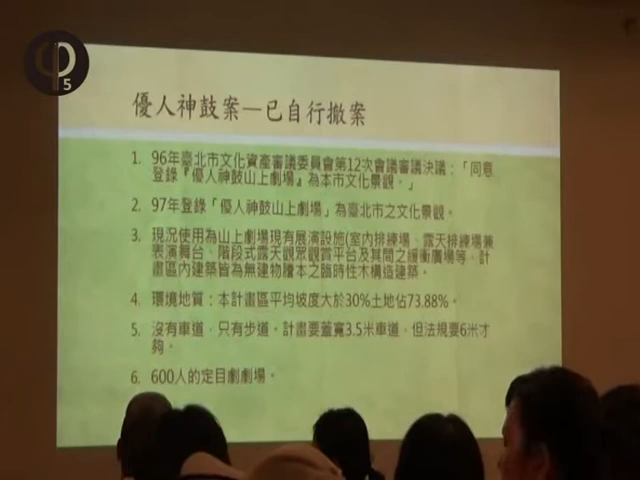 φ5
優人神鼓案—已自行撤案
1. 96年臺北市文化資產審議委員會第12次會議審議決議：「同意
登錄『優人神鼓山上劇場』為本市文化景觀。」
2. 97年登錄「優人神鼓山上劇場」為臺北市之文化景觀。
3. 現況使用為山上劇場現有展演設施(室內排練場、露天排練場兼
表演舞台、階段式露天觀眾觀賞平台及其間之緩衝廣場等，計
畫區內建築皆為無建物謄本之臨時性木構造建築。
4. 環境地質：本計畫區平均坡度大於30%土地佔73.88%。
5. 沒有車道，只有步道。計畫要蓋寬3.5米車道，但法規要6米才
夠。
6. 600人的定目劇劇場。